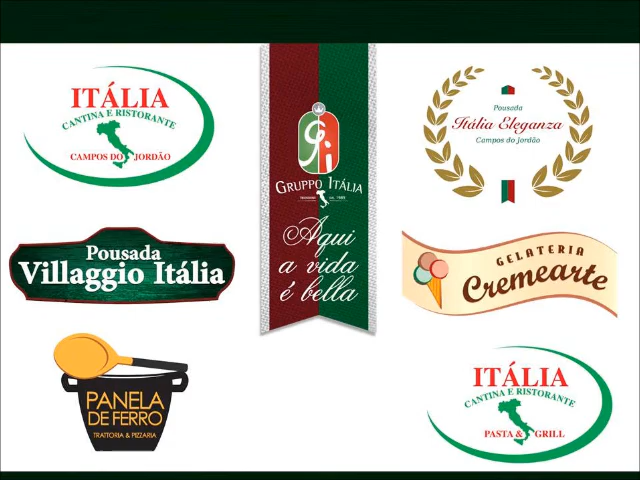 ITÁLIA
CANTINA E RISTORANTE
CAMPOS DO JORDÃO
Pousada
Villaggio Itália
PANELA
DE FERRO
TRATTORIA & PIZZARIA
GRUPPO ITÁLIA
Aqui
a vida
é bella
Pousada
Itália Eleganza
Campos do Jordão
GELATERIA
Cremearte
ITÁLIA
CANTINA E RISTORANTE
PASTA & GRILL